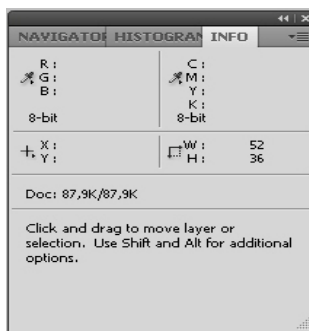 NAVIGATOR HISTOGRAM INFO
R: C:
G: M:
B: Y:
K:
8-bit 8-bit
X: W: 52
Y: H: 36
Doc: 87,9K/87,9K
Click and drag to move layer or
selection. Use Shift and Alt for additional
options.